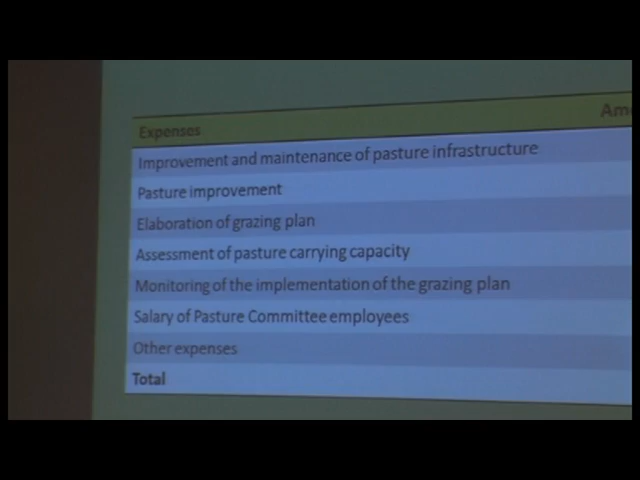 Expenses
Improvement and maintenance of pasture infrastructure
Pasture improvement
Elaboration of grazing plan
Assessment of pasture carrying capacity
Monitoring of the implementation of the grazing plan
Salary of Pasture Committee employees
Other expenses
Total